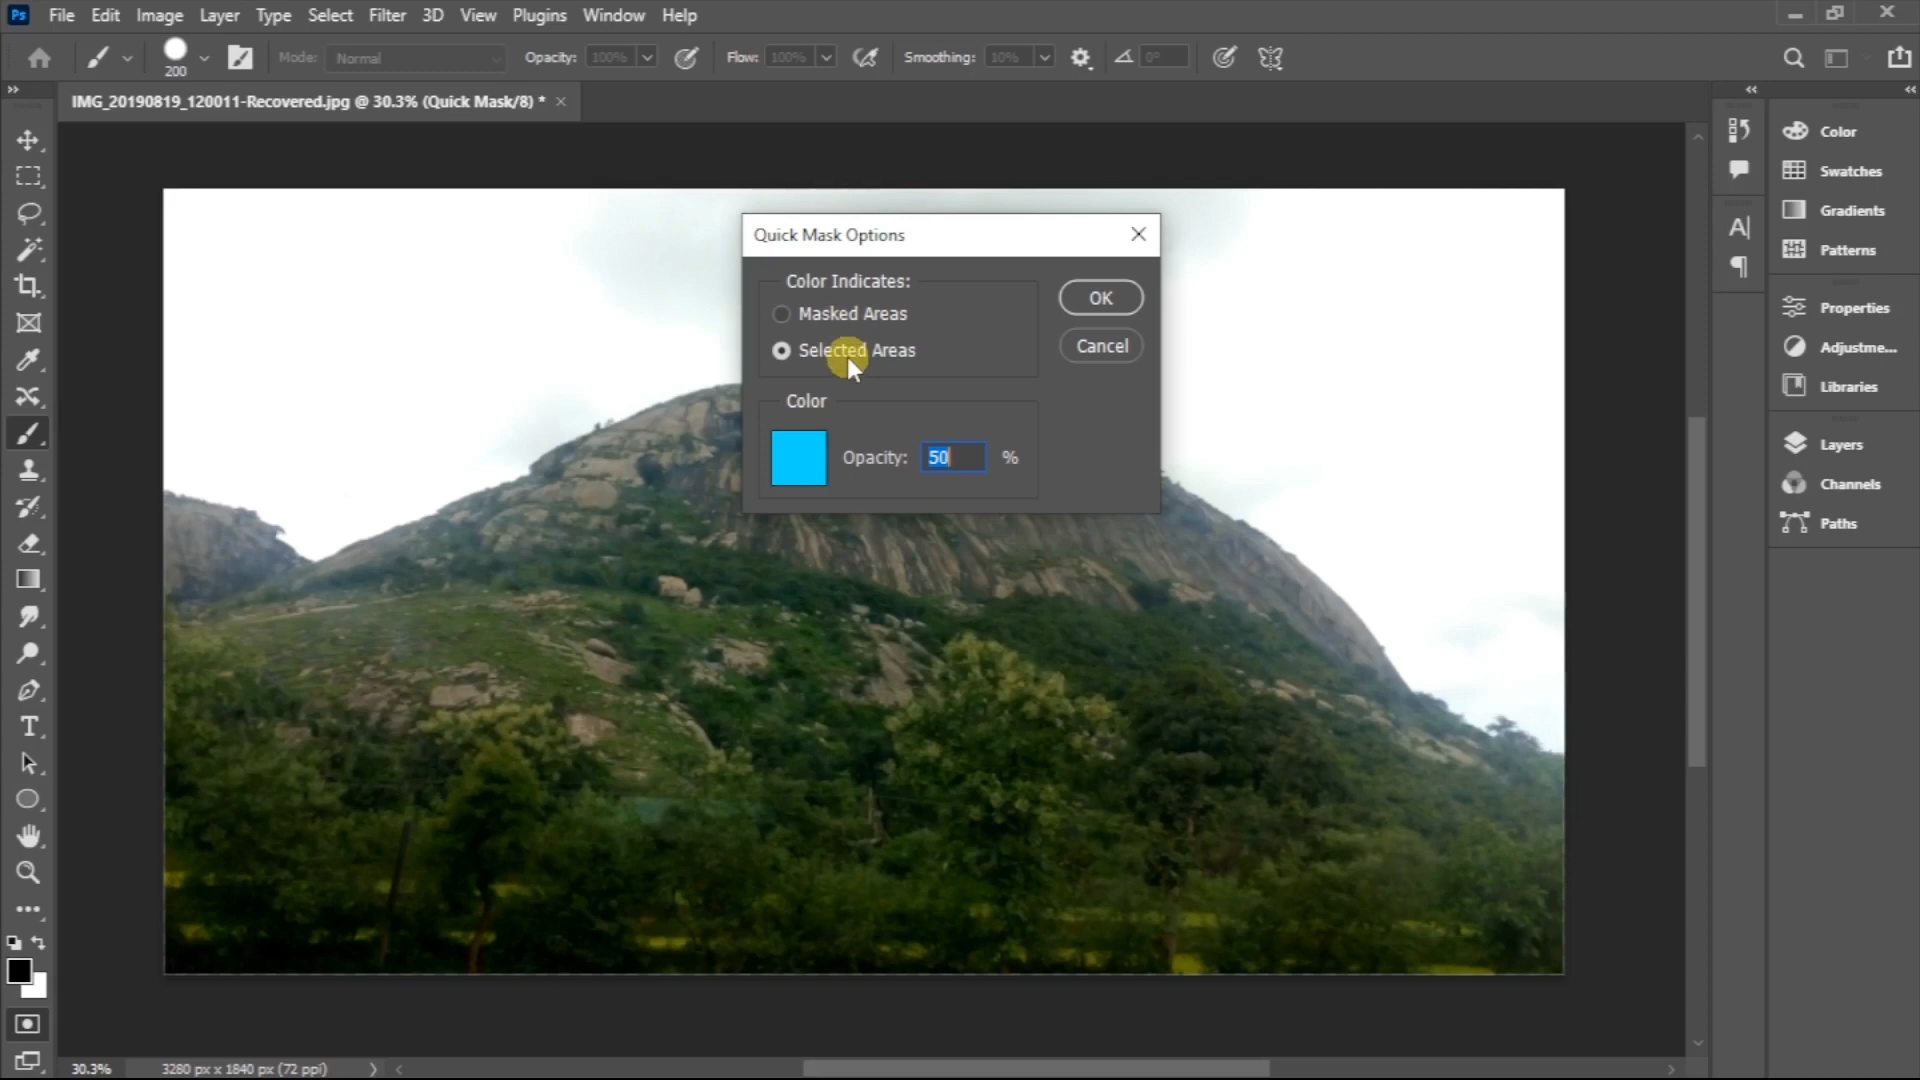 Ps File Edit Image Layer Type Select Filter 3D View Plugins Window Help
200 Mode: Normal Opacity: 100% Flow: 100% Smoothing: 10% 0°
IMG_20190819_120011-Recovered.jpg @ 30.3% (Quick Mask/8) *
Color
Swatches
Gradients
Patterns
Properties
Adjustme...
Libraries
Layers
Channels
Paths
Quick Mask Options
Color Indicates:
Masked Areas
Selected Areas
OK
Cancel
Color
Opacity: 50 %
30.3% 3280 px x 1840 px (72 ppi)